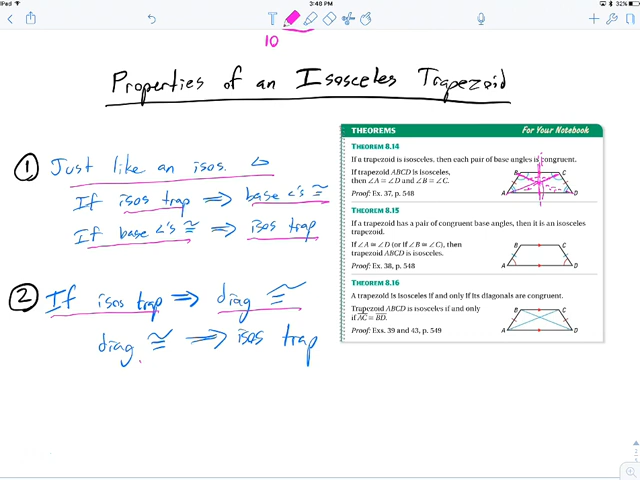 iPad
3:48 PM
32%
T
10
Properties of an Isosceles Trapezoid
1 Just like an isos. △
If isos trap ⟹ base ∠'s ≅
If base ∠'s ≅ ⟹ isos trap
2 If isos trap ⟹ diag ≅
diag ≅ ⟹ isos trap
THEOREMS For Your Notebook
THEOREM 8.14
If a trapezoid is isosceles, then each pair of base angles is congruent.
If trapezoid ABCD is isosceles,
then ∠A ≅ ∠D and ∠B ≅ ∠C.
Proof: Ex. 37, p. 548
B C
A D
THEOREM 8.15
If a trapezoid has a pair of congruent base angles, then it is an isosceles
trapezoid.
If ∠A ≅ ∠D (or if ∠B ≅ ∠C), then
trapezoid ABCD is isosceles.
Proof: Ex. 38, p. 548
B C
A D
THEOREM 8.16
A trapezoid is isosceles if and only if its diagonals are congruent.
Trapezoid ABCD is isosceles if and only
if AC ≅ BD.
Proof: Exs. 39 and 43, p. 549
B C
A D